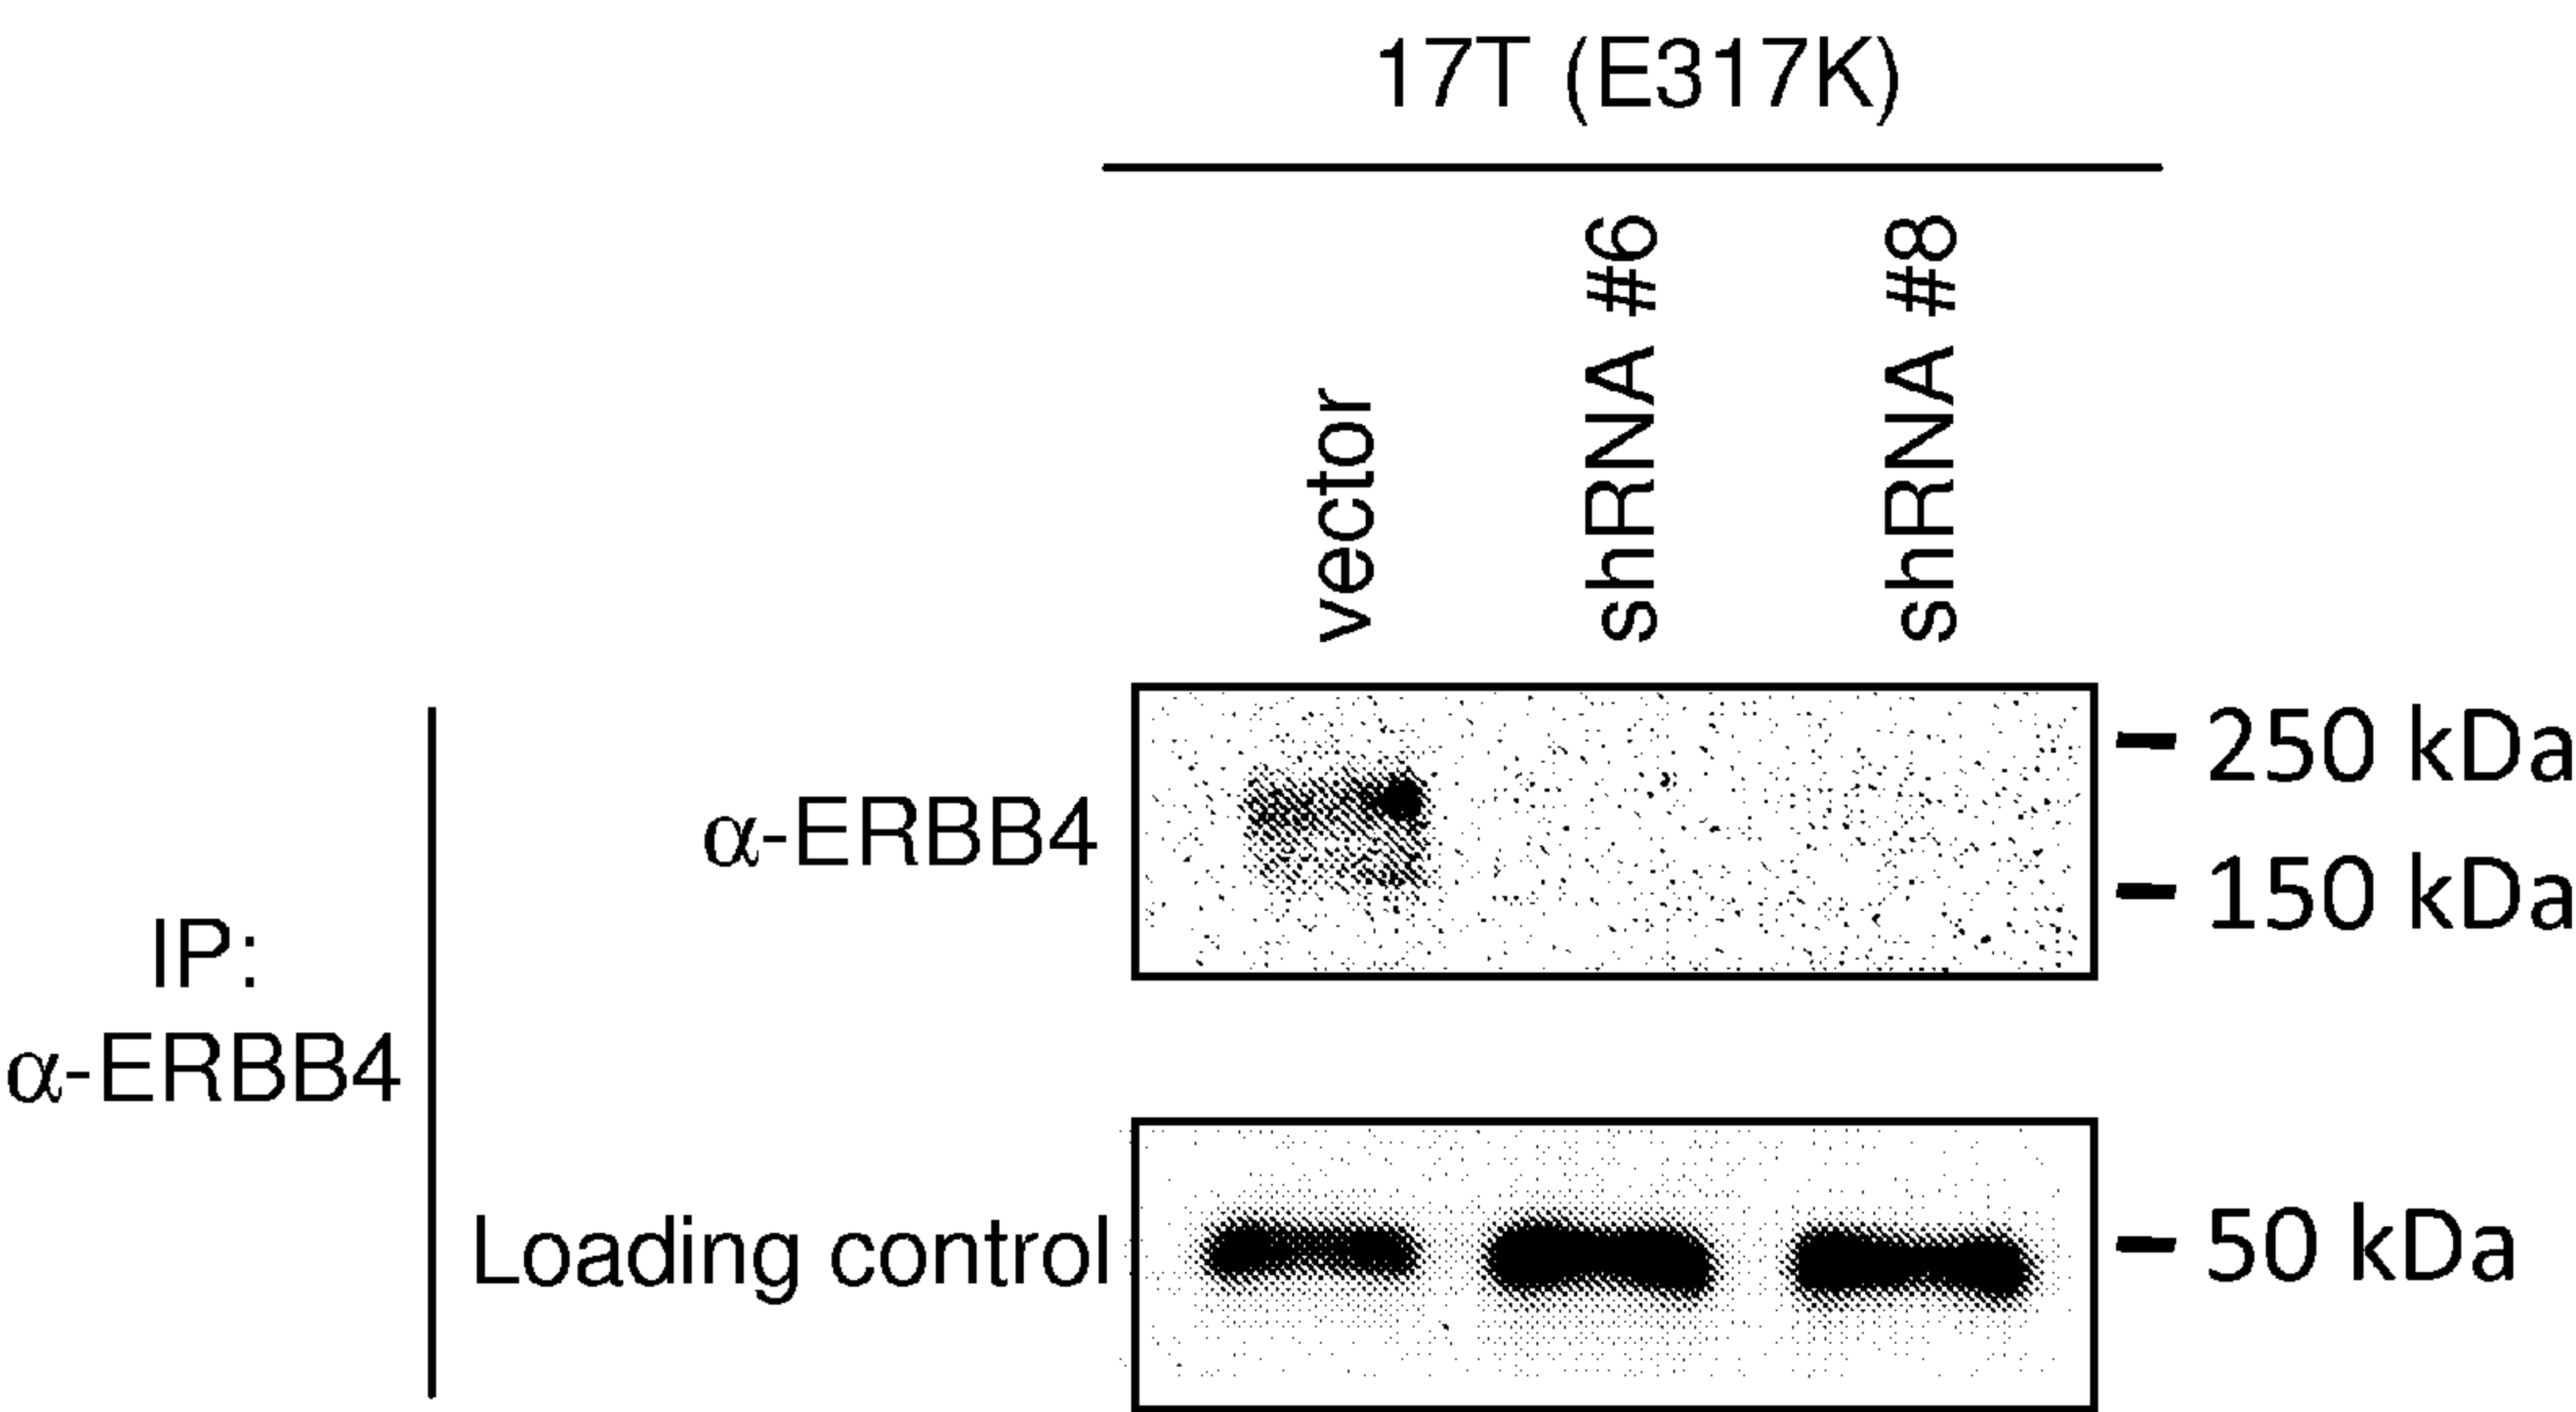 17T (E317K)
vector
shRNA #6
shRNA #8
250 kDa
α-ERBB4
150 kDa
IP:
α-ERBB4
Loading control
50 kDa